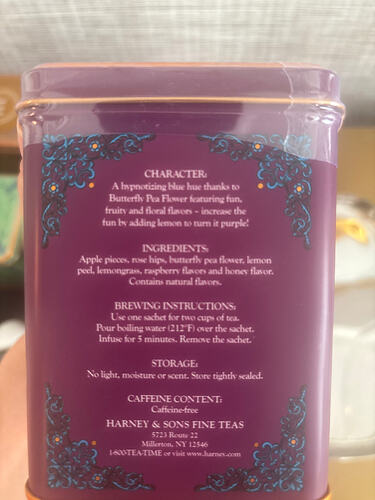 CHARACTER:
A hypnotizing blue hue thanks to
Butterfly Pea Flower featuring fun,
fruity and floral flavors – increase the
fun by adding lemon to turn it purple!
INGREDIENTS:
Apple pieces, rose hips, butterfly pea flower, lemon
peel, lemongrass, raspberry flavors and honey flavor.
Contains natural flavors.
BREWING INSTRUCTIONS:
Use one sachet for two cups of tea.
Pour boiling water (212°F) over the sachet.
Infuse for 5 minutes. Remove the sachet.
STORAGE:
No light, moisture or scent. Store tightly sealed.
CAFFEINE CONTENT:
Caffeine-free
HARNEY & SONS FINE TEAS
5723 Route 22
Millerton, NY 12546
1-800-TEA-TIME or visit www.harney.com